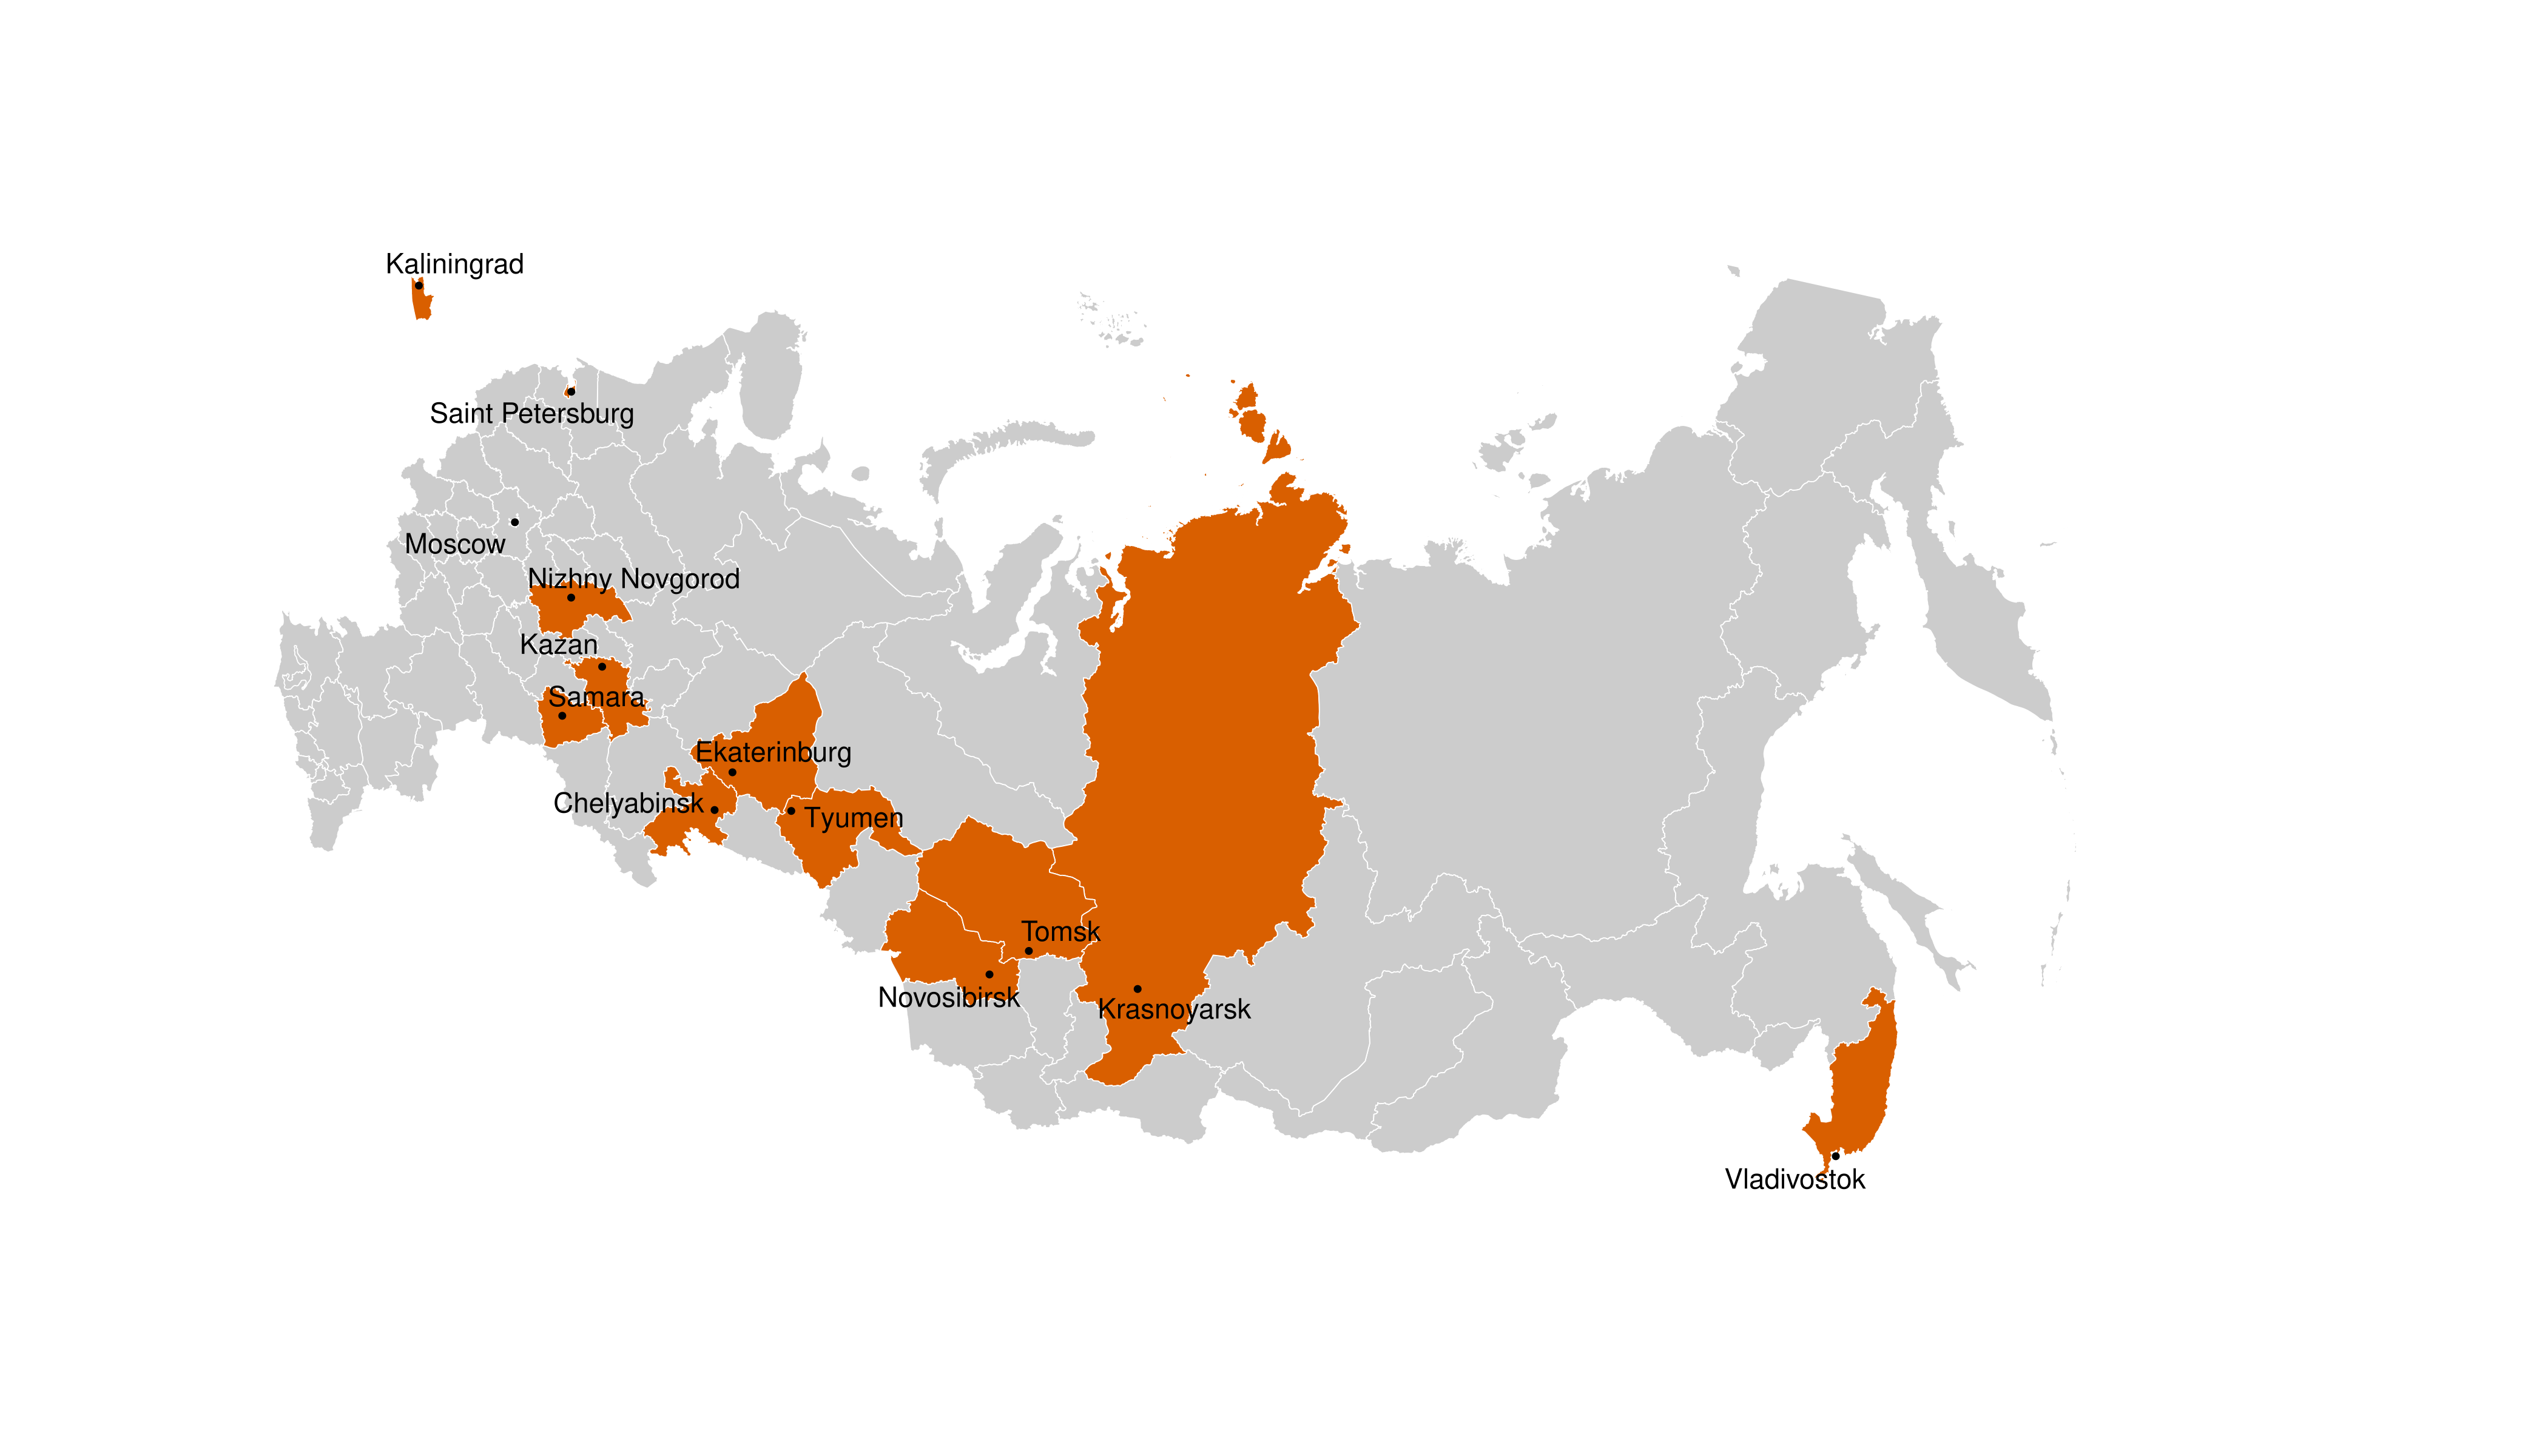 Kaliningrad
Saint Petersburg
Moscow
Nizhny Novgorod
Kazan
Samara
Ekaterinburg
Chelyabinsk
Tyumen
Tomsk
Novosibirsk
Krasnoyarsk
Vladivostok